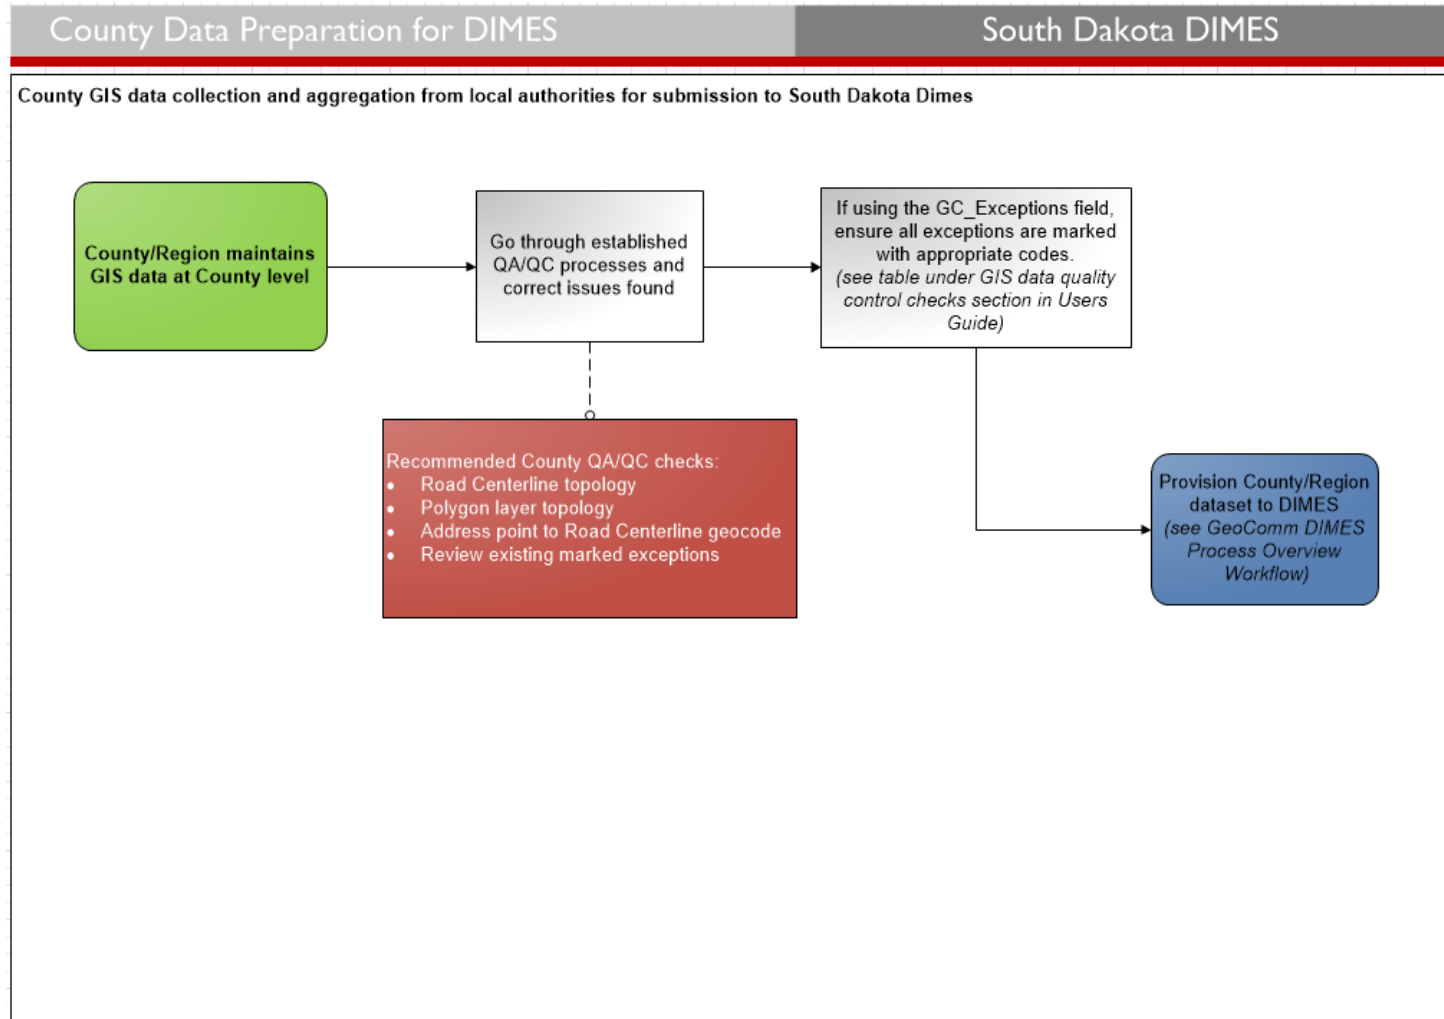 County Data Preparation for DIMES
South Dakota DIMES
County GIS data collection and aggregation from local authorities for submission to South Dakota Dimes
County/Region maintains
GIS data at County level
Go through established
QA/QC processes and
correct issues found
If using the GC_Exceptions field,
ensure all exceptions are marked
with appropriate codes.
(see table under GIS data quality
control checks section in Users
Guide)
Recommended County QA/QC checks:
• Road Centerline topology
• Polygon layer topology
• Address point to Road Centerline geocode
• Review existing marked exceptions
Provision County/Region
dataset to DIMES
(see GeoComm DIMES
Process Overview
Workflow)